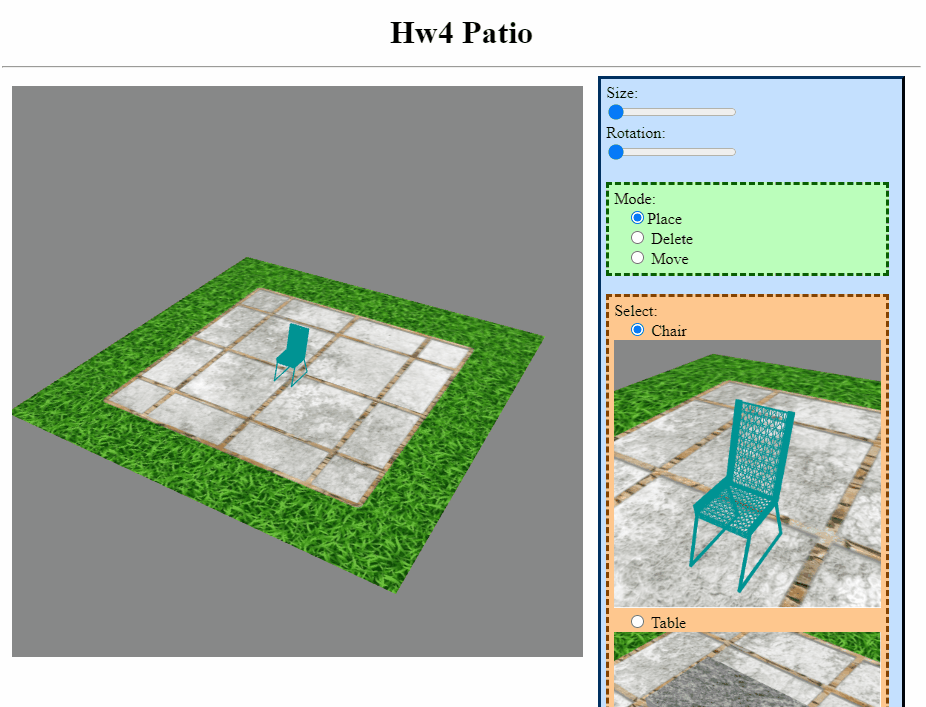 Hw4 Patio
Size:
Rotation:
Mode:
Place
Delete
Move
Select:
Chair
Table